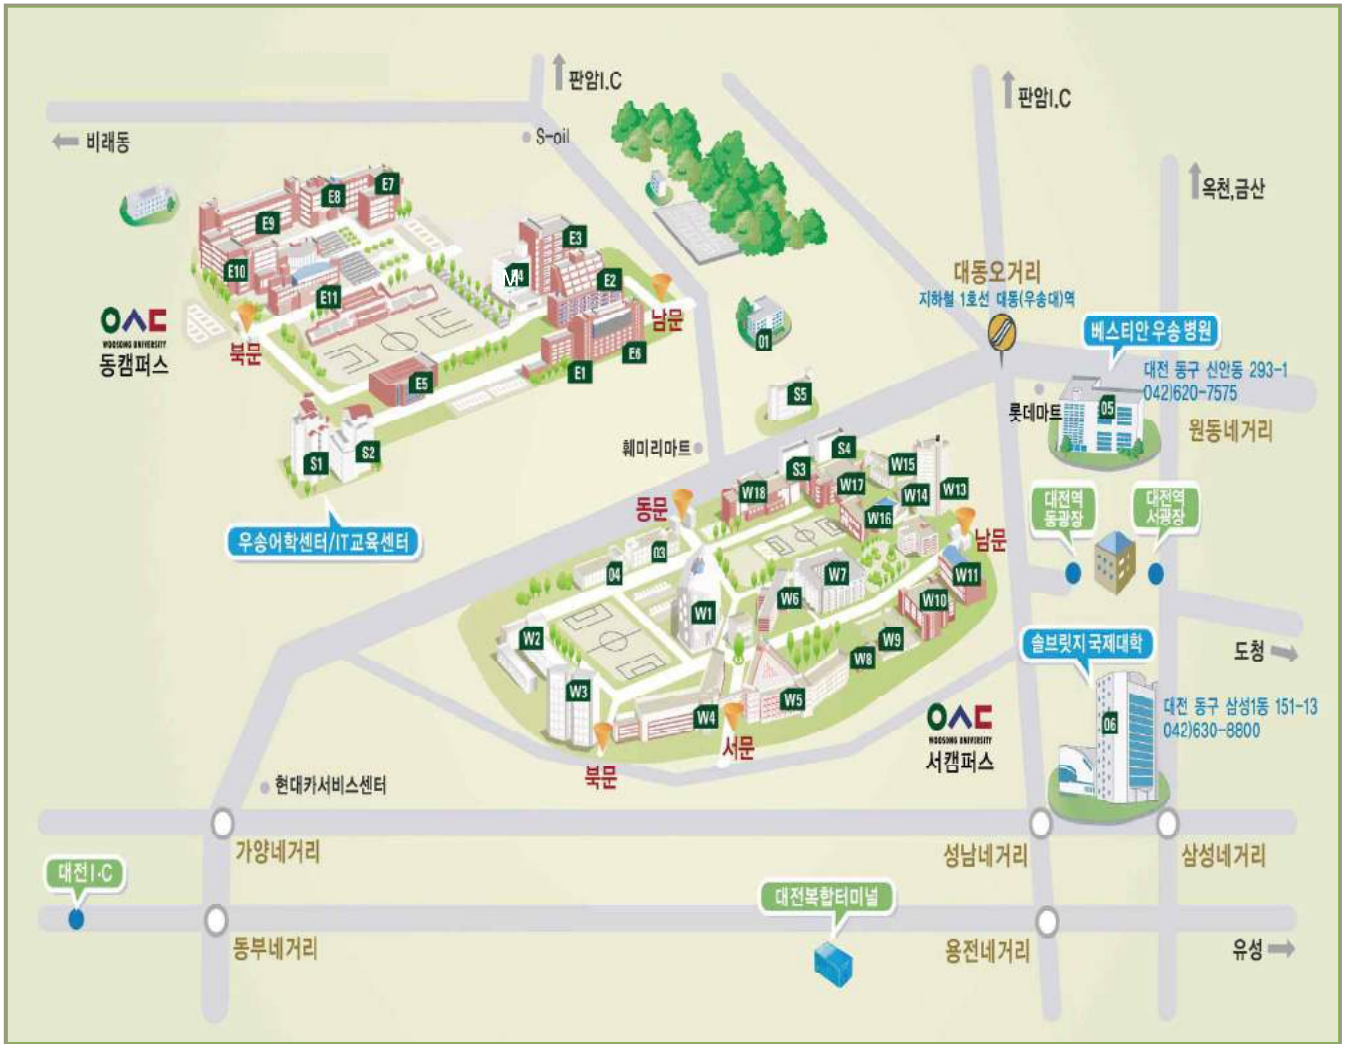 판암I.C
판암I.C
비래동
S-oil
옥천,금산
E7
E8
E9
E3
E10
E2
E11
대동오거리
지하철 1호선 대동(우송대)역
남문
WOOSONG UNIVERSITY
동캠퍼스
북문
01
E6
E1
E5
베스티안 우송 병원
대전 동구 신안동 293-1
042)620-7575
롯데마트
05
원동네거리
S5
S1
S2
훼미리마트
S4
S3
W15
W17
W18
W14
W13
W16
동문
남문
대전역
동광장
대전역
서광장
우송어학센터/IT교육센터
03
04
W7
W11
W6
W10
W1
W2
W9
W8
W3
W5
W4
서문
북문
솔브릿지 국제대학
도청
WOOSONG UNIVERSITY
서캠퍼스
06
대전 동구 삼성1동 151-13
042)630-8800
현대카서비스센터
가양네거리
성남네거리
삼성네거리
대전I·C
대전복합터미널
동부네거리
용전네거리
유성